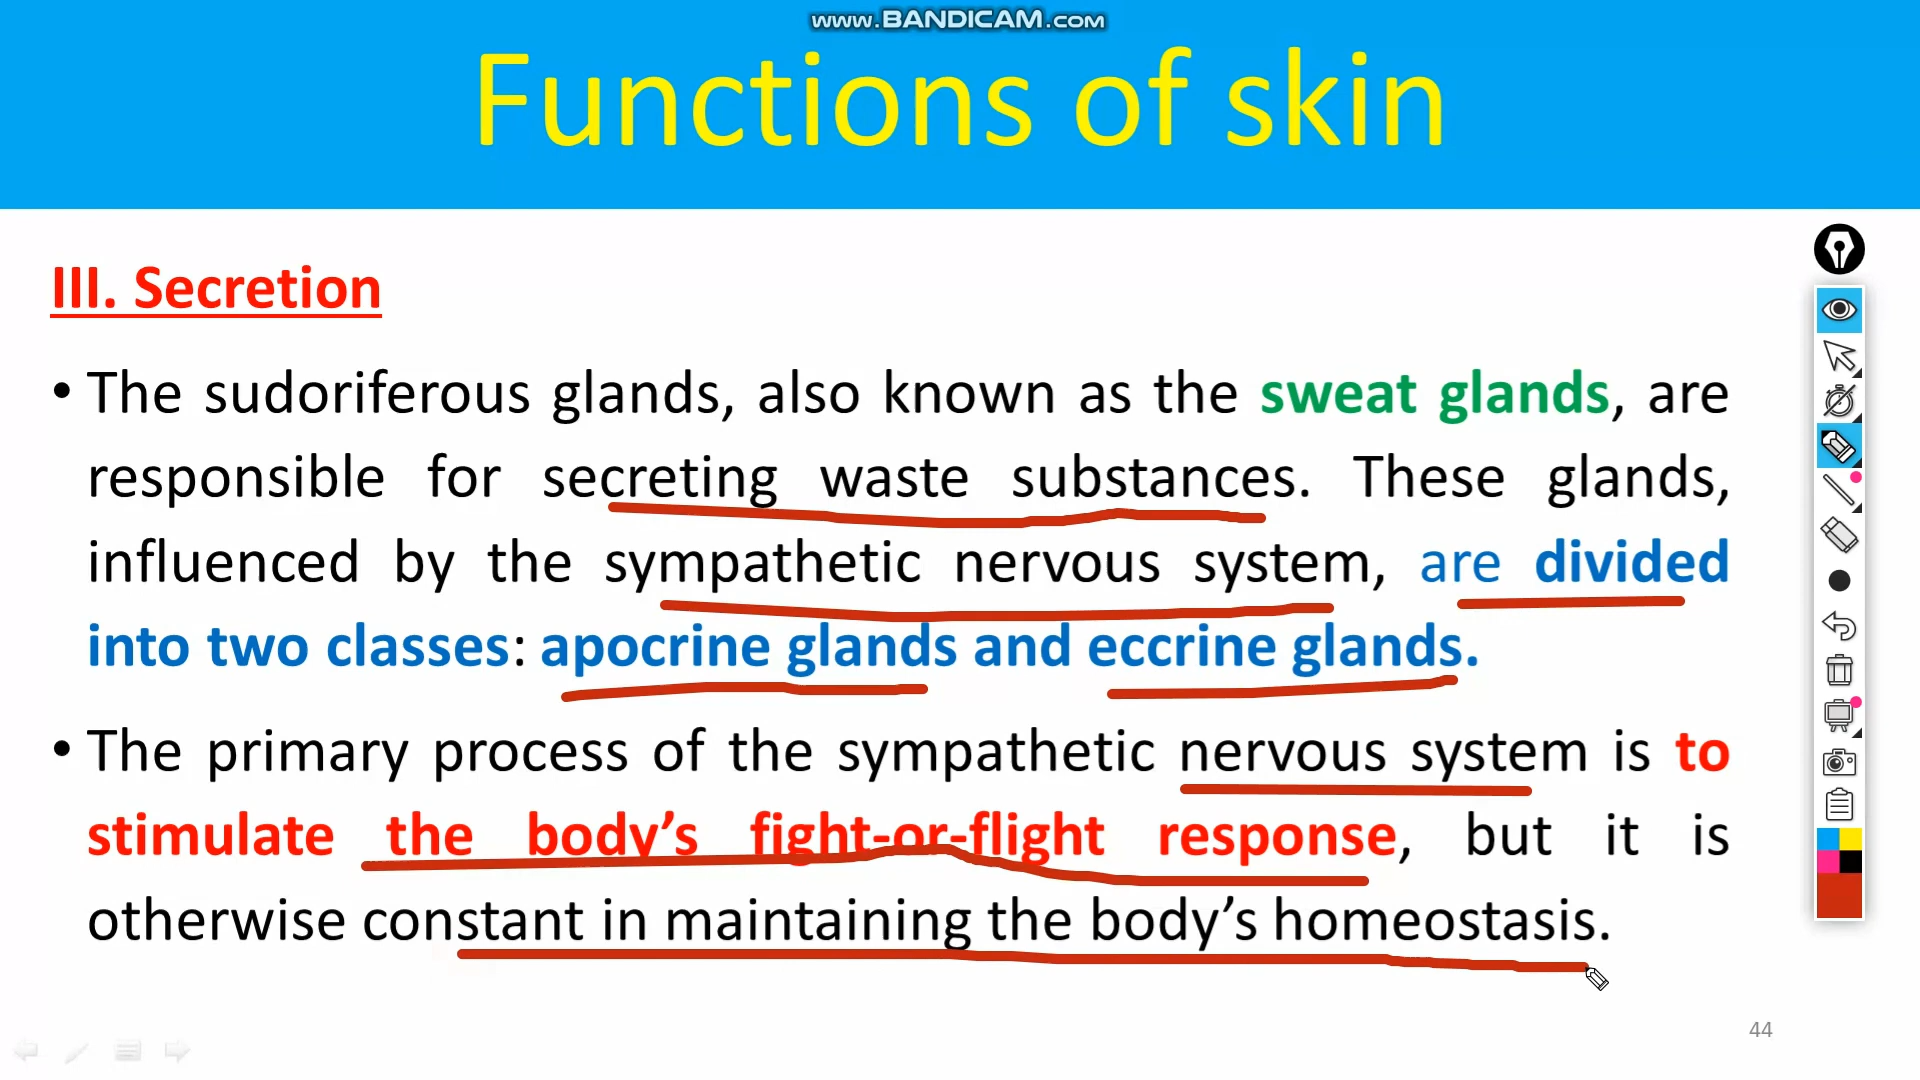 www.BANDICAM.com
Functions of skin
III. Secretion
• The sudoriferous glands, also known as the sweat glands, are
responsible for secreting waste substances. These glands,
influenced by the sympathetic nervous system, are divided
into two classes: apocrine glands and eccrine glands.
• The primary process of the sympathetic nervous system is to
stimulate the body’s fight-or-flight response, but it is
otherwise constant in maintaining the body’s homeostasis.
44